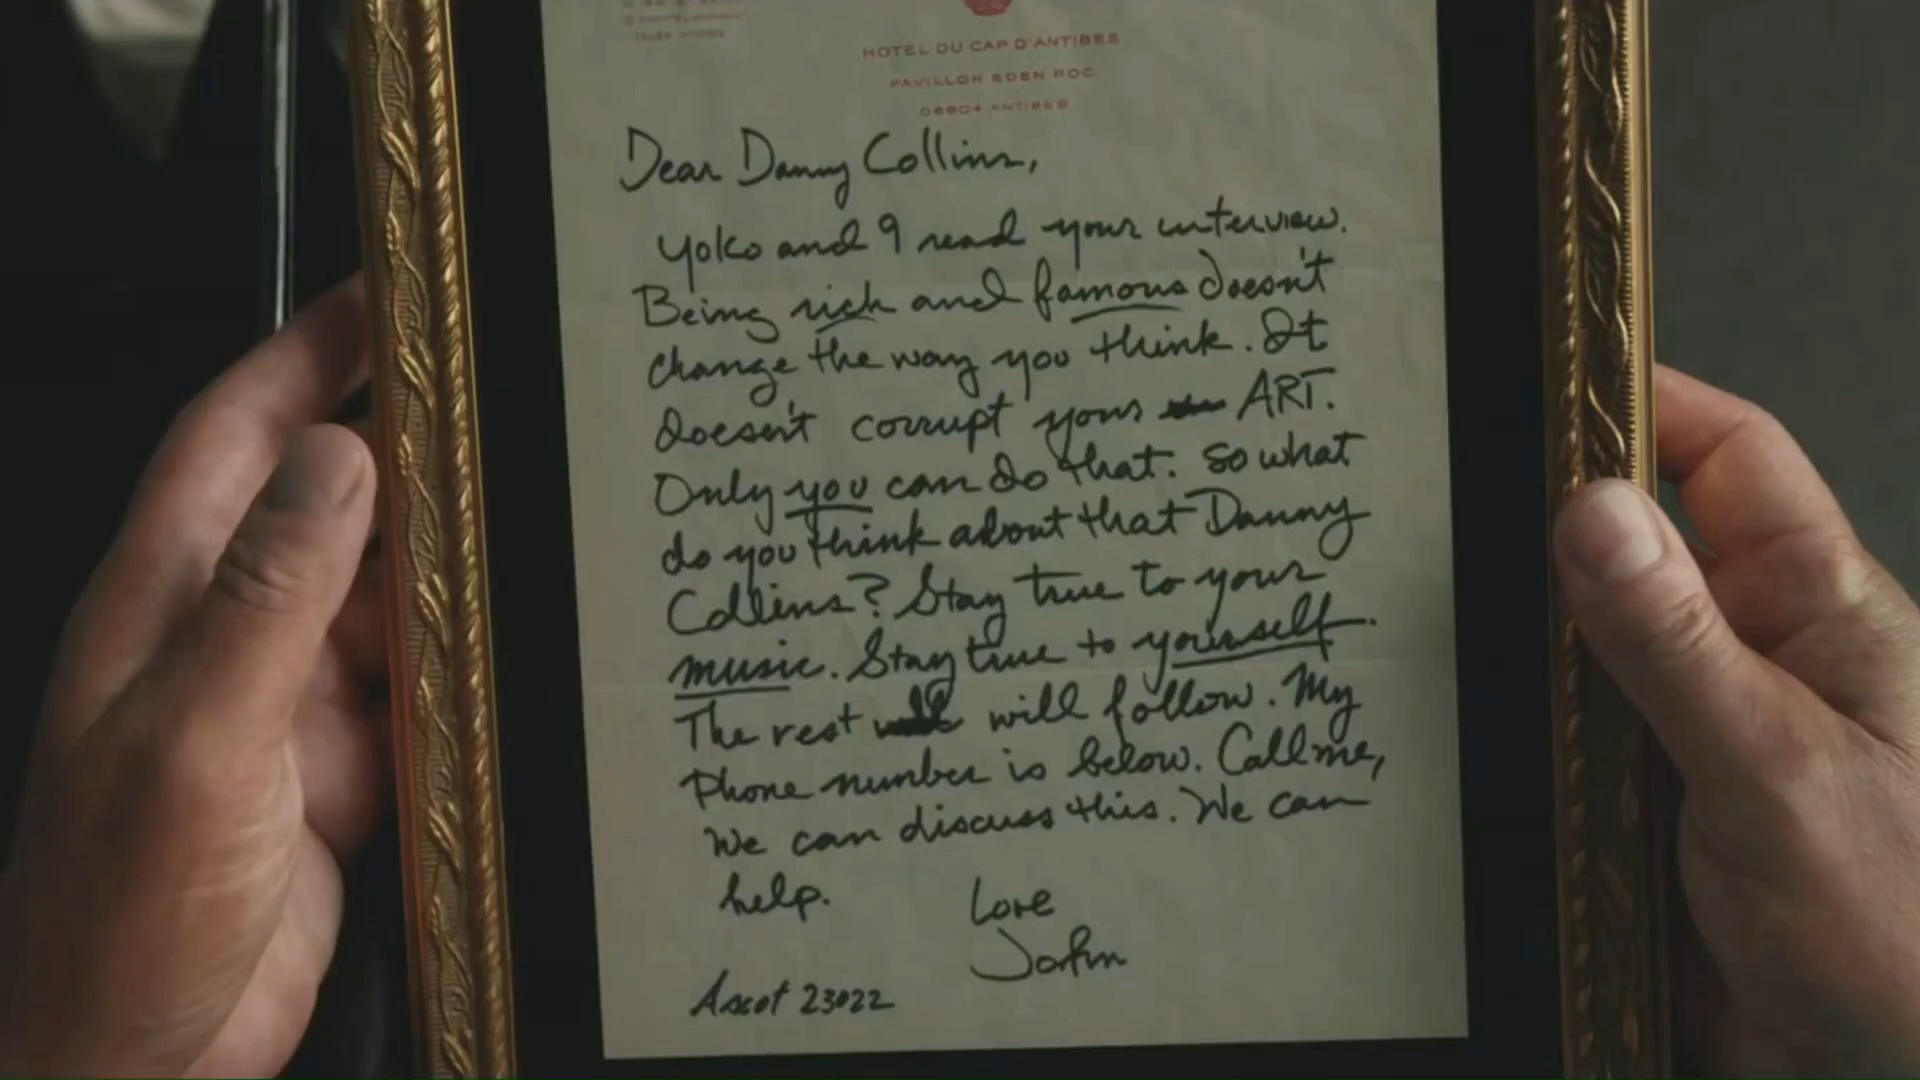 HOTEL DU CAP D'ANTIBES
PAVILLON EDEN ROC
06604 ANTIBES
Dear Danny Collins,
Yoko and I read your interview.
Being rich and famous doesn't
change the way you think. It
doesn't corrupt your ART.
Only you can do that. So what
do you think about that Danny
Collins? Stay true to your
music. Stay true to yourself.
The rest will follow. My
Phone number is below. Call me,
We can discuss this. We can
help.
Love
John
Ascot 23022